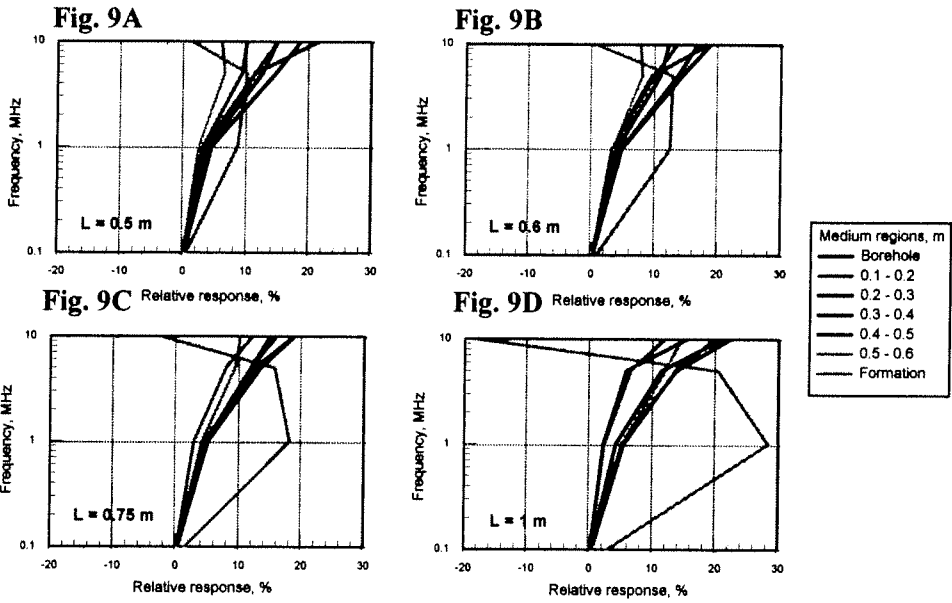 Fig. 9A
10
1
0.1
Frequency, MHz
L = 0.5 m
-20 -10 0 10 20 30
Relative response, %
Fig. 9B
10
1
0.1
Frequency, MHz
L = 0.6 m
-20 -10 0 10 20 30
Relative response, %
Fig. 9C
10
1
0.1
Frequency, MHz
L = 0.75 m
-20 -10 0 10 20 30
Relative response, %
Fig. 9D
10
1
0.1
Frequency, MHz
L = 1 m
-20 -10 0 10 20 30
Relative response, %
Medium regions, m
Borehole
0.1 - 0.2
0.2 - 0.3
0.3 - 0.4
0.4 - 0.5
0.5 - 0.6
Formation